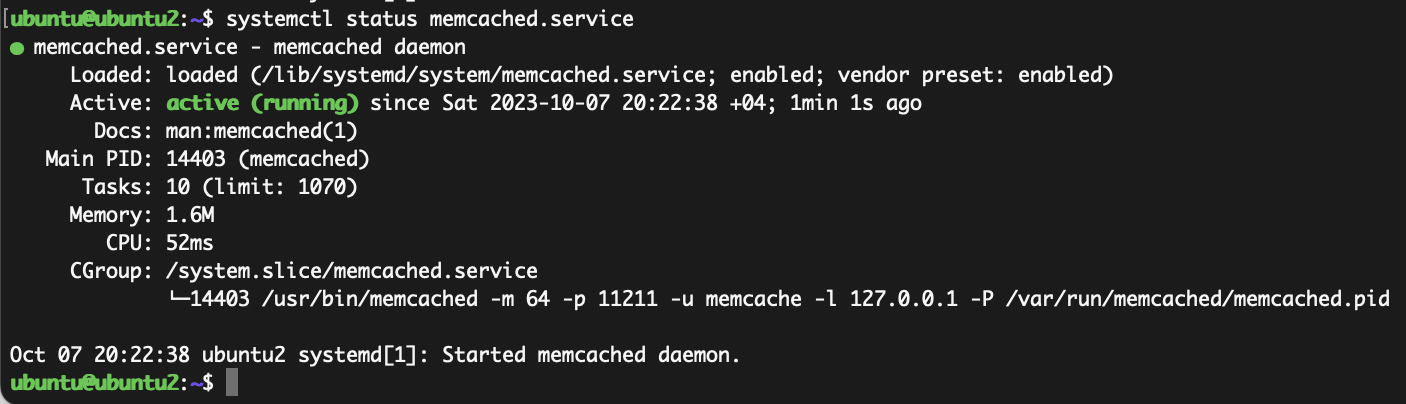 [ubuntu@ubuntu2:~$ systemctl status memcached.service
● memcached.service - memcached daemon
Loaded: loaded (/lib/systemd/system/memcached.service; enabled; vendor preset: enabled)
Active: active (running) since Sat 2023-10-07 20:22:38 +04; 1min 1s ago
Docs: man:memcached(1)
Main PID: 14403 (memcached)
Tasks: 10 (limit: 1070)
Memory: 1.6M
CPU: 52ms
CGroup: /system.slice/memcached.service
└─14403 /usr/bin/memcached -m 64 -p 11211 -u memcache -l 127.0.0.1 -P /var/run/memcached/memcached.pid
Oct 07 20:22:38 ubuntu2 systemd[1]: Started memcached daemon.
ubuntu@ubuntu2:~$